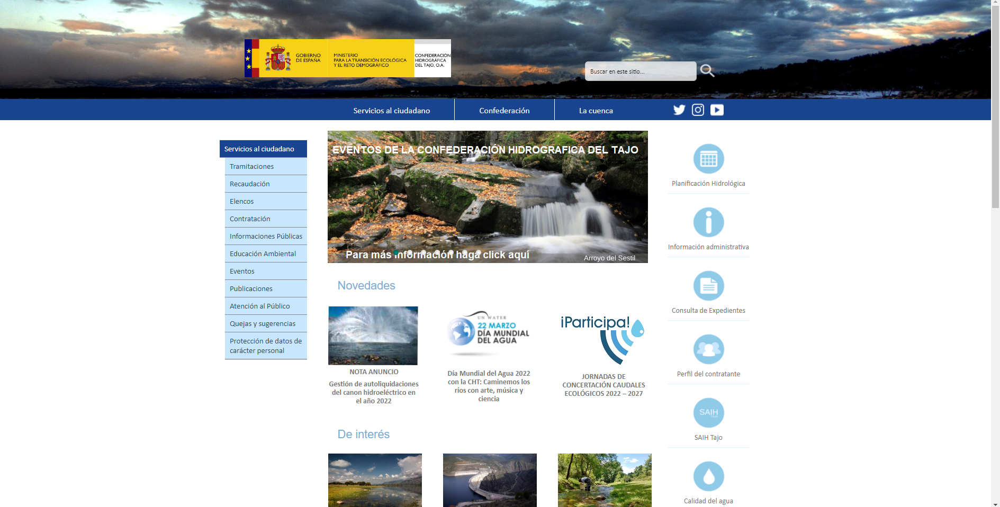 GOBIERNO
DE ESPAÑA
MINISTERIO
PARA LA TRANSICIÓN ECOLÓGICA
Y EL RETO DEMOGRÁFICO
CONFEDERACIÓN
HIDROGRÁFICA
DEL TAJO, O.A.
Buscar en este sitio...
Servicios al ciudadano
Confederación
La cuenca
Servicios al ciudadano
Tramitaciones
Recaudación
Elencos
Contratación
Informaciones Públicas
Educación Ambiental
Eventos
Publicaciones
Atención al Público
Quejas y sugerencias
Protección de datos de
carácter personal
EVENTOS DE LA CONFEDERACIÓN HIDROGRAFICA DEL TAJO
Para más información haga click aquí
Arroyo del Sestil
Novedades
NOTA ANUNCIO
Gestión de autoliquidaciones
del canon hidroeléctrico en
el año 2022
UN WATER
22 MARZO
DÍA MUNDIAL
DEL AGUA
Día Mundial del Agua 2022
con la CHT: Caminemos los
ríos con arte, música y
ciencia
iParticipa!
JORNADAS DE
CONCERTACIÓN CAUDALES
ECOLÓGICOS 2022 – 2027
De interés
Planificación Hidrológica
Información administrativa
Consulta de Expedientes
Perfil del contratante
SAIH
TAJO
SAIH Tajo
Calidad del agua